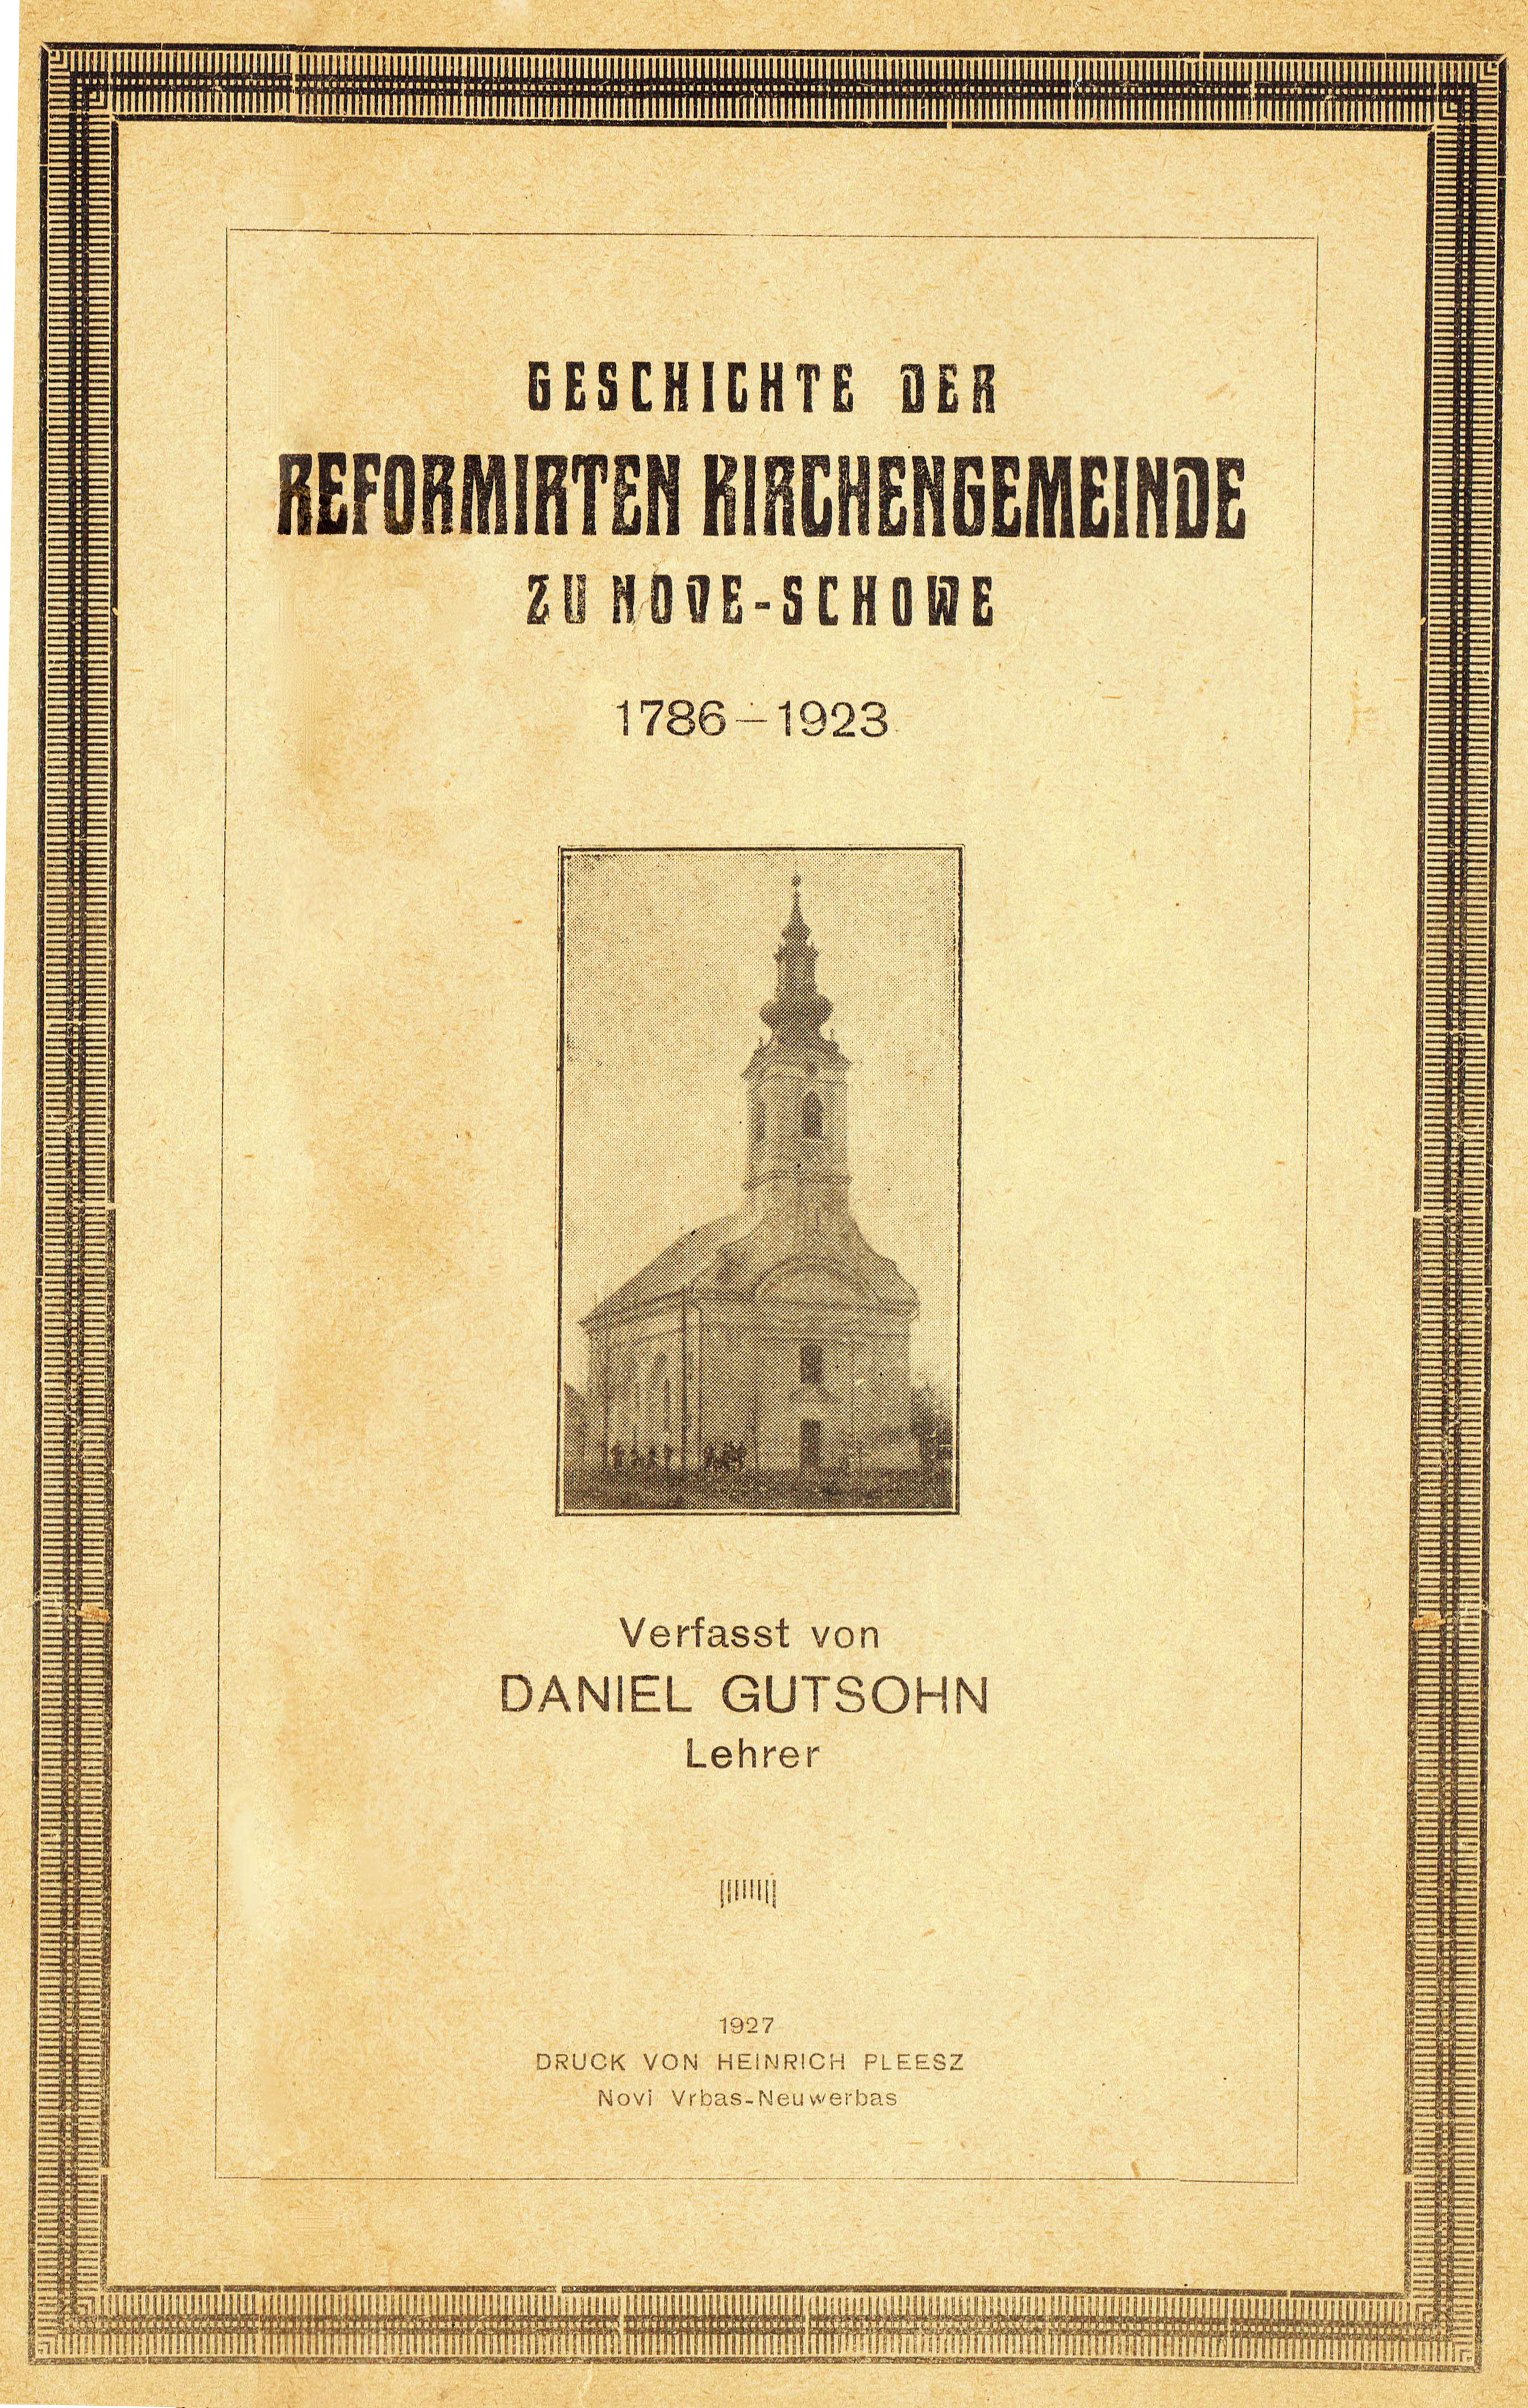 GESCHICHTE DER
REFORMIRTEN KIRCHENGEMEINDE
ZU NOVE-SCHOWE
1786–1923
Verfasst von
DANIEL GUTSOHN
Lehrer
1927
DRUCK VON HEINRICH PLEESZ
Novi Vrbas-Neuwerbas